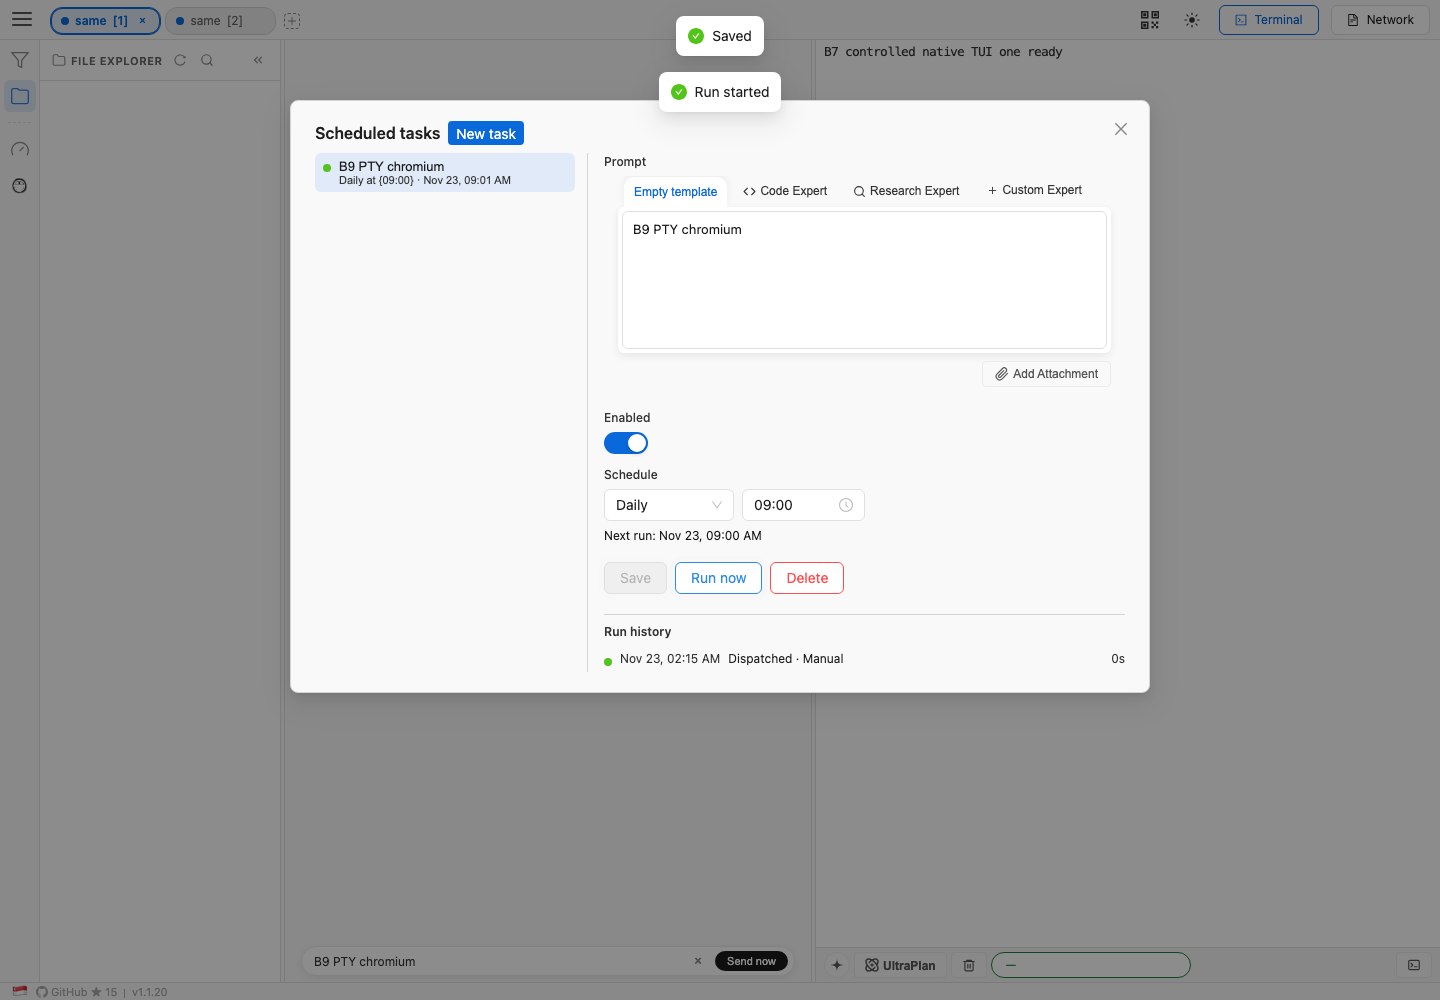 same [1] ×
same [2]
Saved
Run started
Terminal
Network
FILE EXPLORER
B7 controlled native TUI one ready
Scheduled tasks
New task
B9 PTY chromium
Daily at {09:00} · Nov 23, 09:01 AM
Prompt
Empty template
Code Expert
Research Expert
Custom Expert
B9 PTY chromium
Add Attachment
Enabled
Schedule
Daily
09:00
Next run: Nov 23, 09:00 AM
Save
Run now
Delete
Run history
Nov 23, 02:15 AM Dispatched · Manual 0s
B9 PTY chromium
Send now
UltraPlan
GitHub ★ 15 | v1.1.20